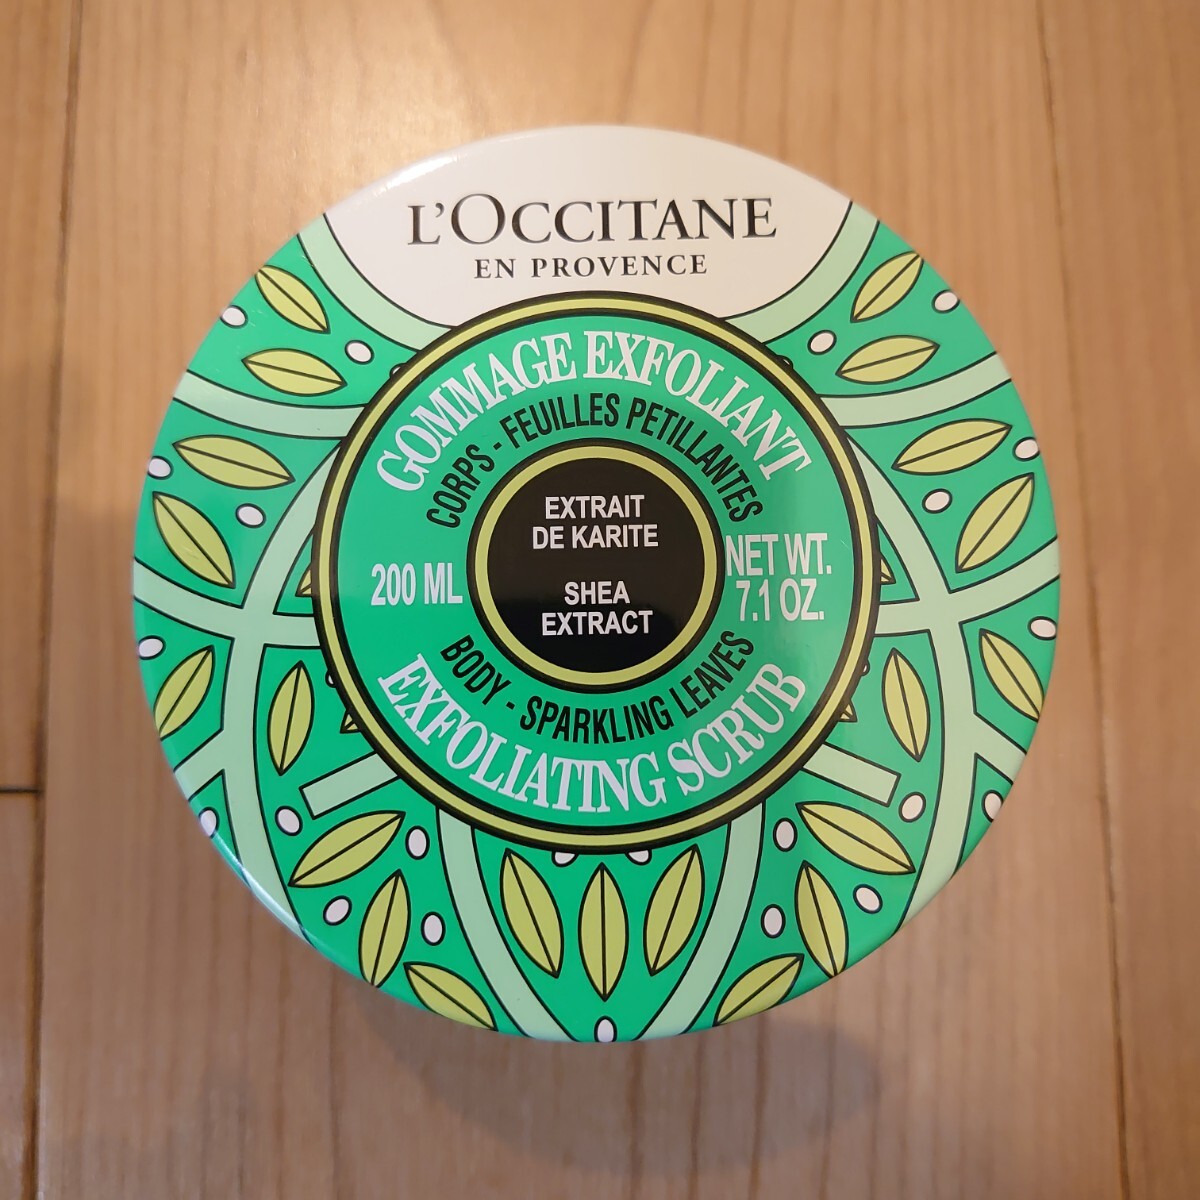 L'OCCITANE
EN PROVENCE
GOMMAGE EXFOLIANT
CORPS - FEUILLES PETILLANTES
EXTRAIT
DE KARITE
200 ML
NET WT.
7.1 OZ.
SHEA
EXTRACT
BODY - SPARKLING LEAVES
EXFOLIATING SCRUB